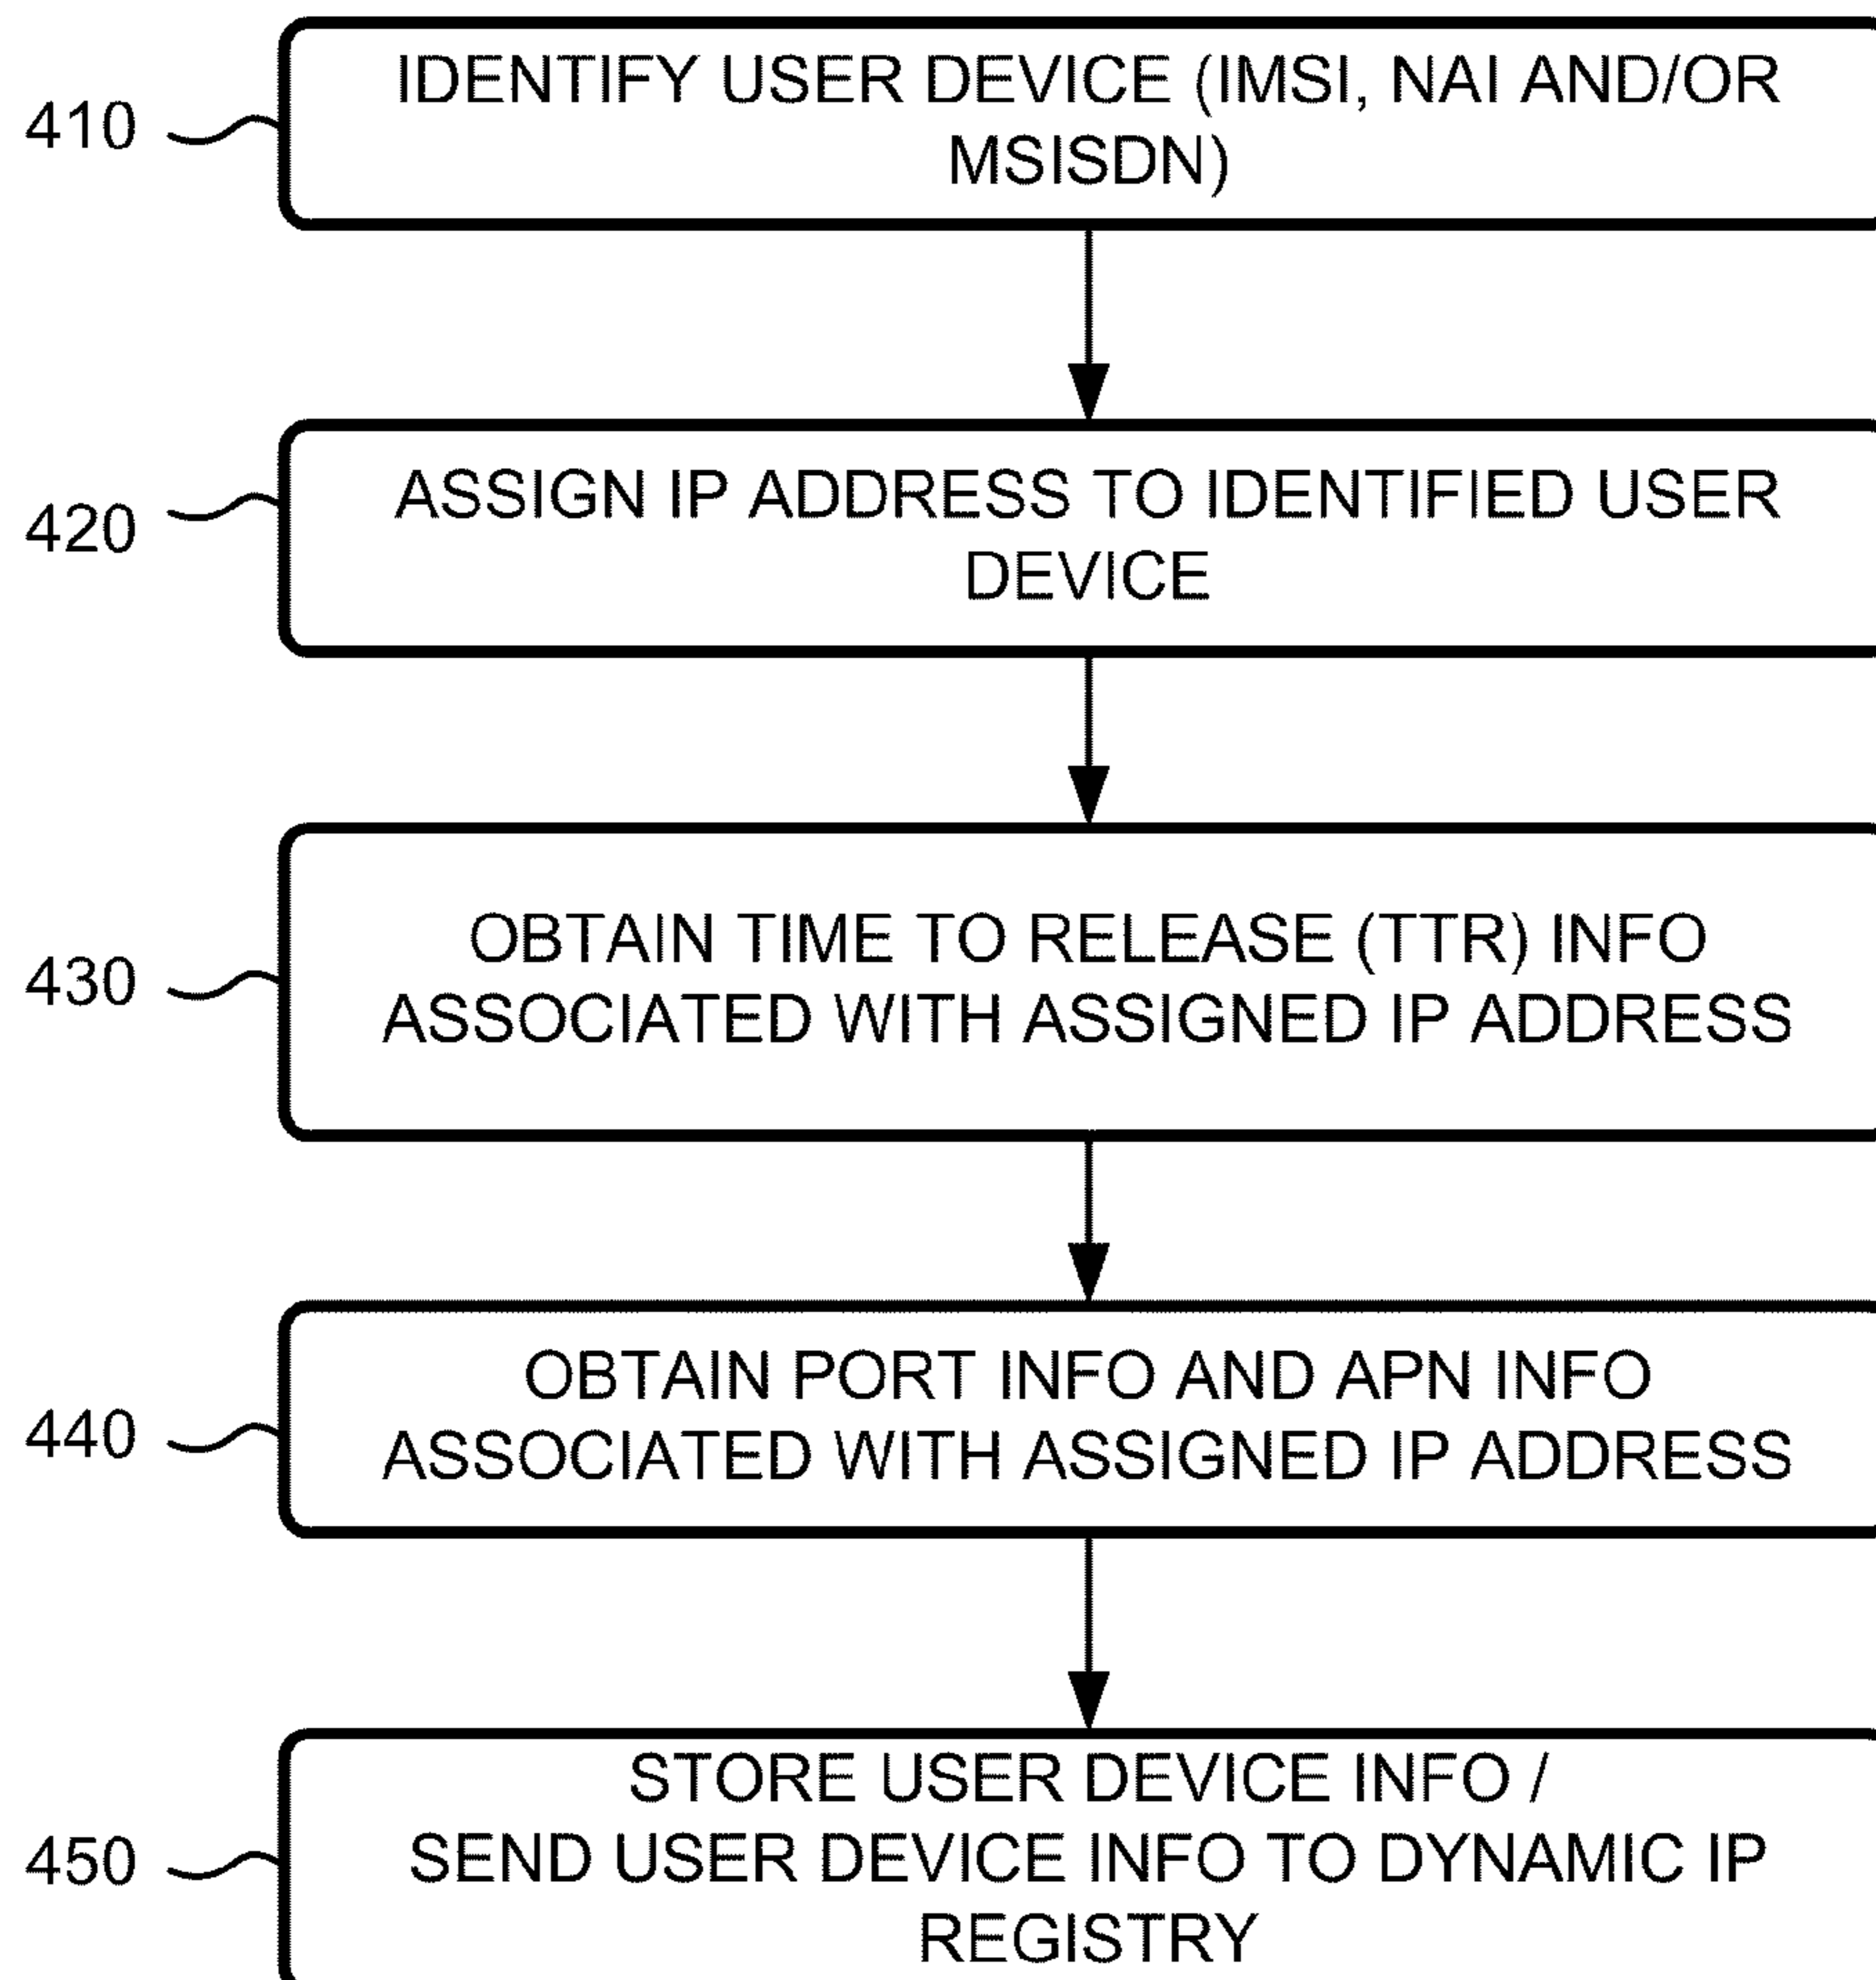 410
IDENTIFY USER DEVICE (IMSI, NAI AND/OR
MSISDN)
420
ASSIGN IP ADDRESS TO IDENTIFIED USER
DEVICE
430
OBTAIN TIME TO RELEASE (TTR) INFO
ASSOCIATED WITH ASSIGNED IP ADDRESS
440
OBTAIN PORT INFO AND APN INFO
ASSOCIATED WITH ASSIGNED IP ADDRESS
450
STORE USER DEVICE INFO /
SEND USER DEVICE INFO TO DYNAMIC IP
REGISTRY